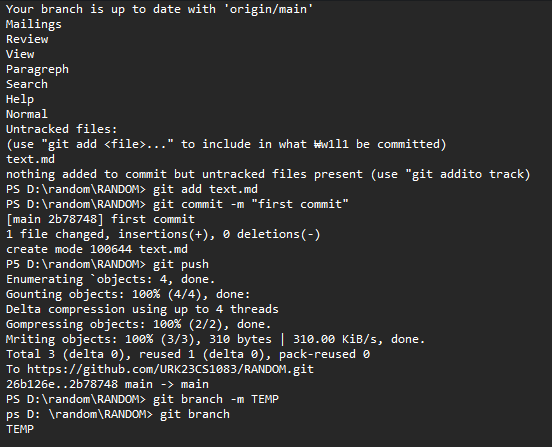 Your branch is up to date with 'origin/main'
Mailings
Review
View
Paragreph
Search
Help
Normal
Untracked files:
(use "git add <file>..." to include in what ₩w1l1 be committed)
text.md
nothing added to commit but untracked files present (use "git addito track)
PS D:\random\RANDOM> git add text.md
PS D:\random\RANDOM> git commit -m "first commit"
[main 2b78748] first commit
1 file changed, insertions(+), 0 deletions(-)
create mode 100644 text.md
P5 D:\random\RANDOM> git push
Enumerating `objects: 4, done.
Gounting objects: 100% (4/4), done:
Delta compression using up to 4 threads
Gompressing objects: 100% (2/2), done.
Mriting objects: 100% (3/3), 310 bytes | 310.00 KiB/s, done.
Total 3 (delta 0), reused 1 (delta 0), pack-reused 0
To https://github.com/URK23CS1083/RANDOM.git
26b126e..2b78748 main -> main
PS D:\random\RANDOM> git branch -m TEMP
ps D: \random\RANDOM> git branch
TEMP